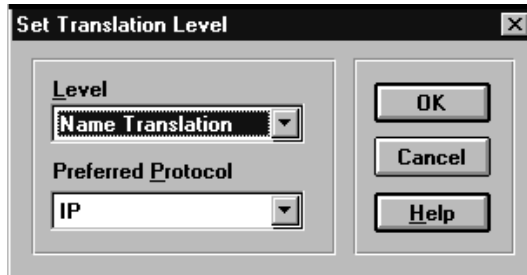 Set Translation Level
Level
Name Translation
Preferred Protocol
IP
OK
Cancel
Help